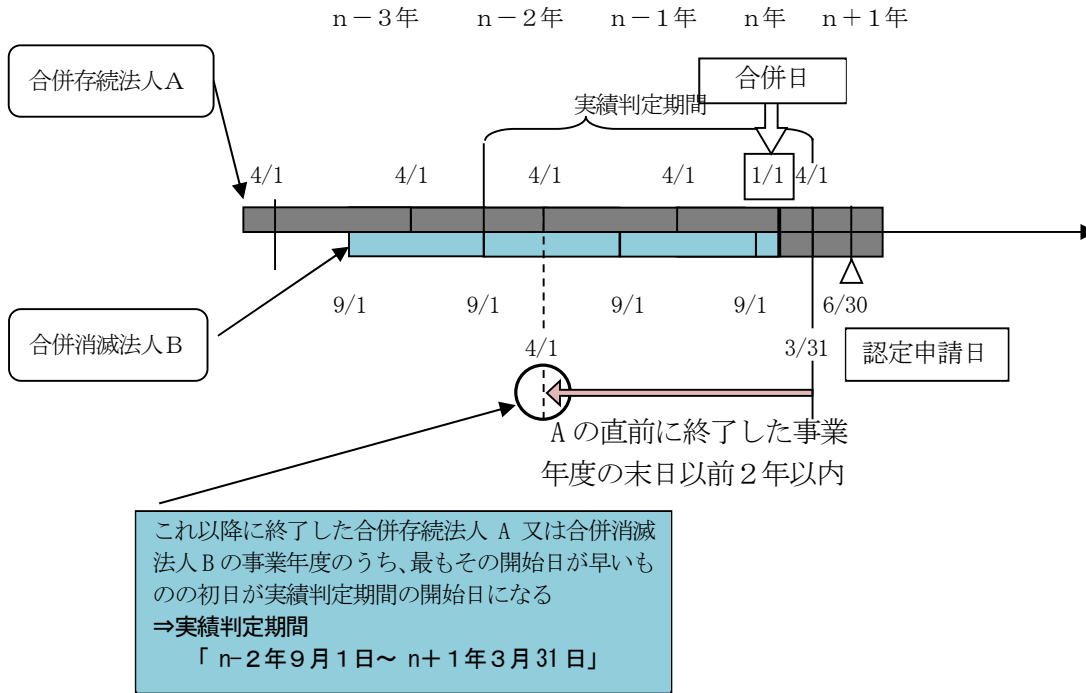 n－3年 n－2年 n－1年 n年 n＋1年
合併存続法人A
合併日
実績判定期間
4/1 4/1 4/1 4/1 1/1 4/1
9/1 9/1 9/1 9/1 6/30
合併消滅法人B
4/1 3/31 認定申請日
A の直前に終了した事業
年度の末日以前２年以内
これ以降に終了した合併存続法人 A 又は合併消滅
法人 B の事業年度のうち、最もその開始日が早いも
のの初日が実績判定期間の開始日になる
⇒実績判定期間
「 n-２年９月１日～ n＋１年３月 31 日」